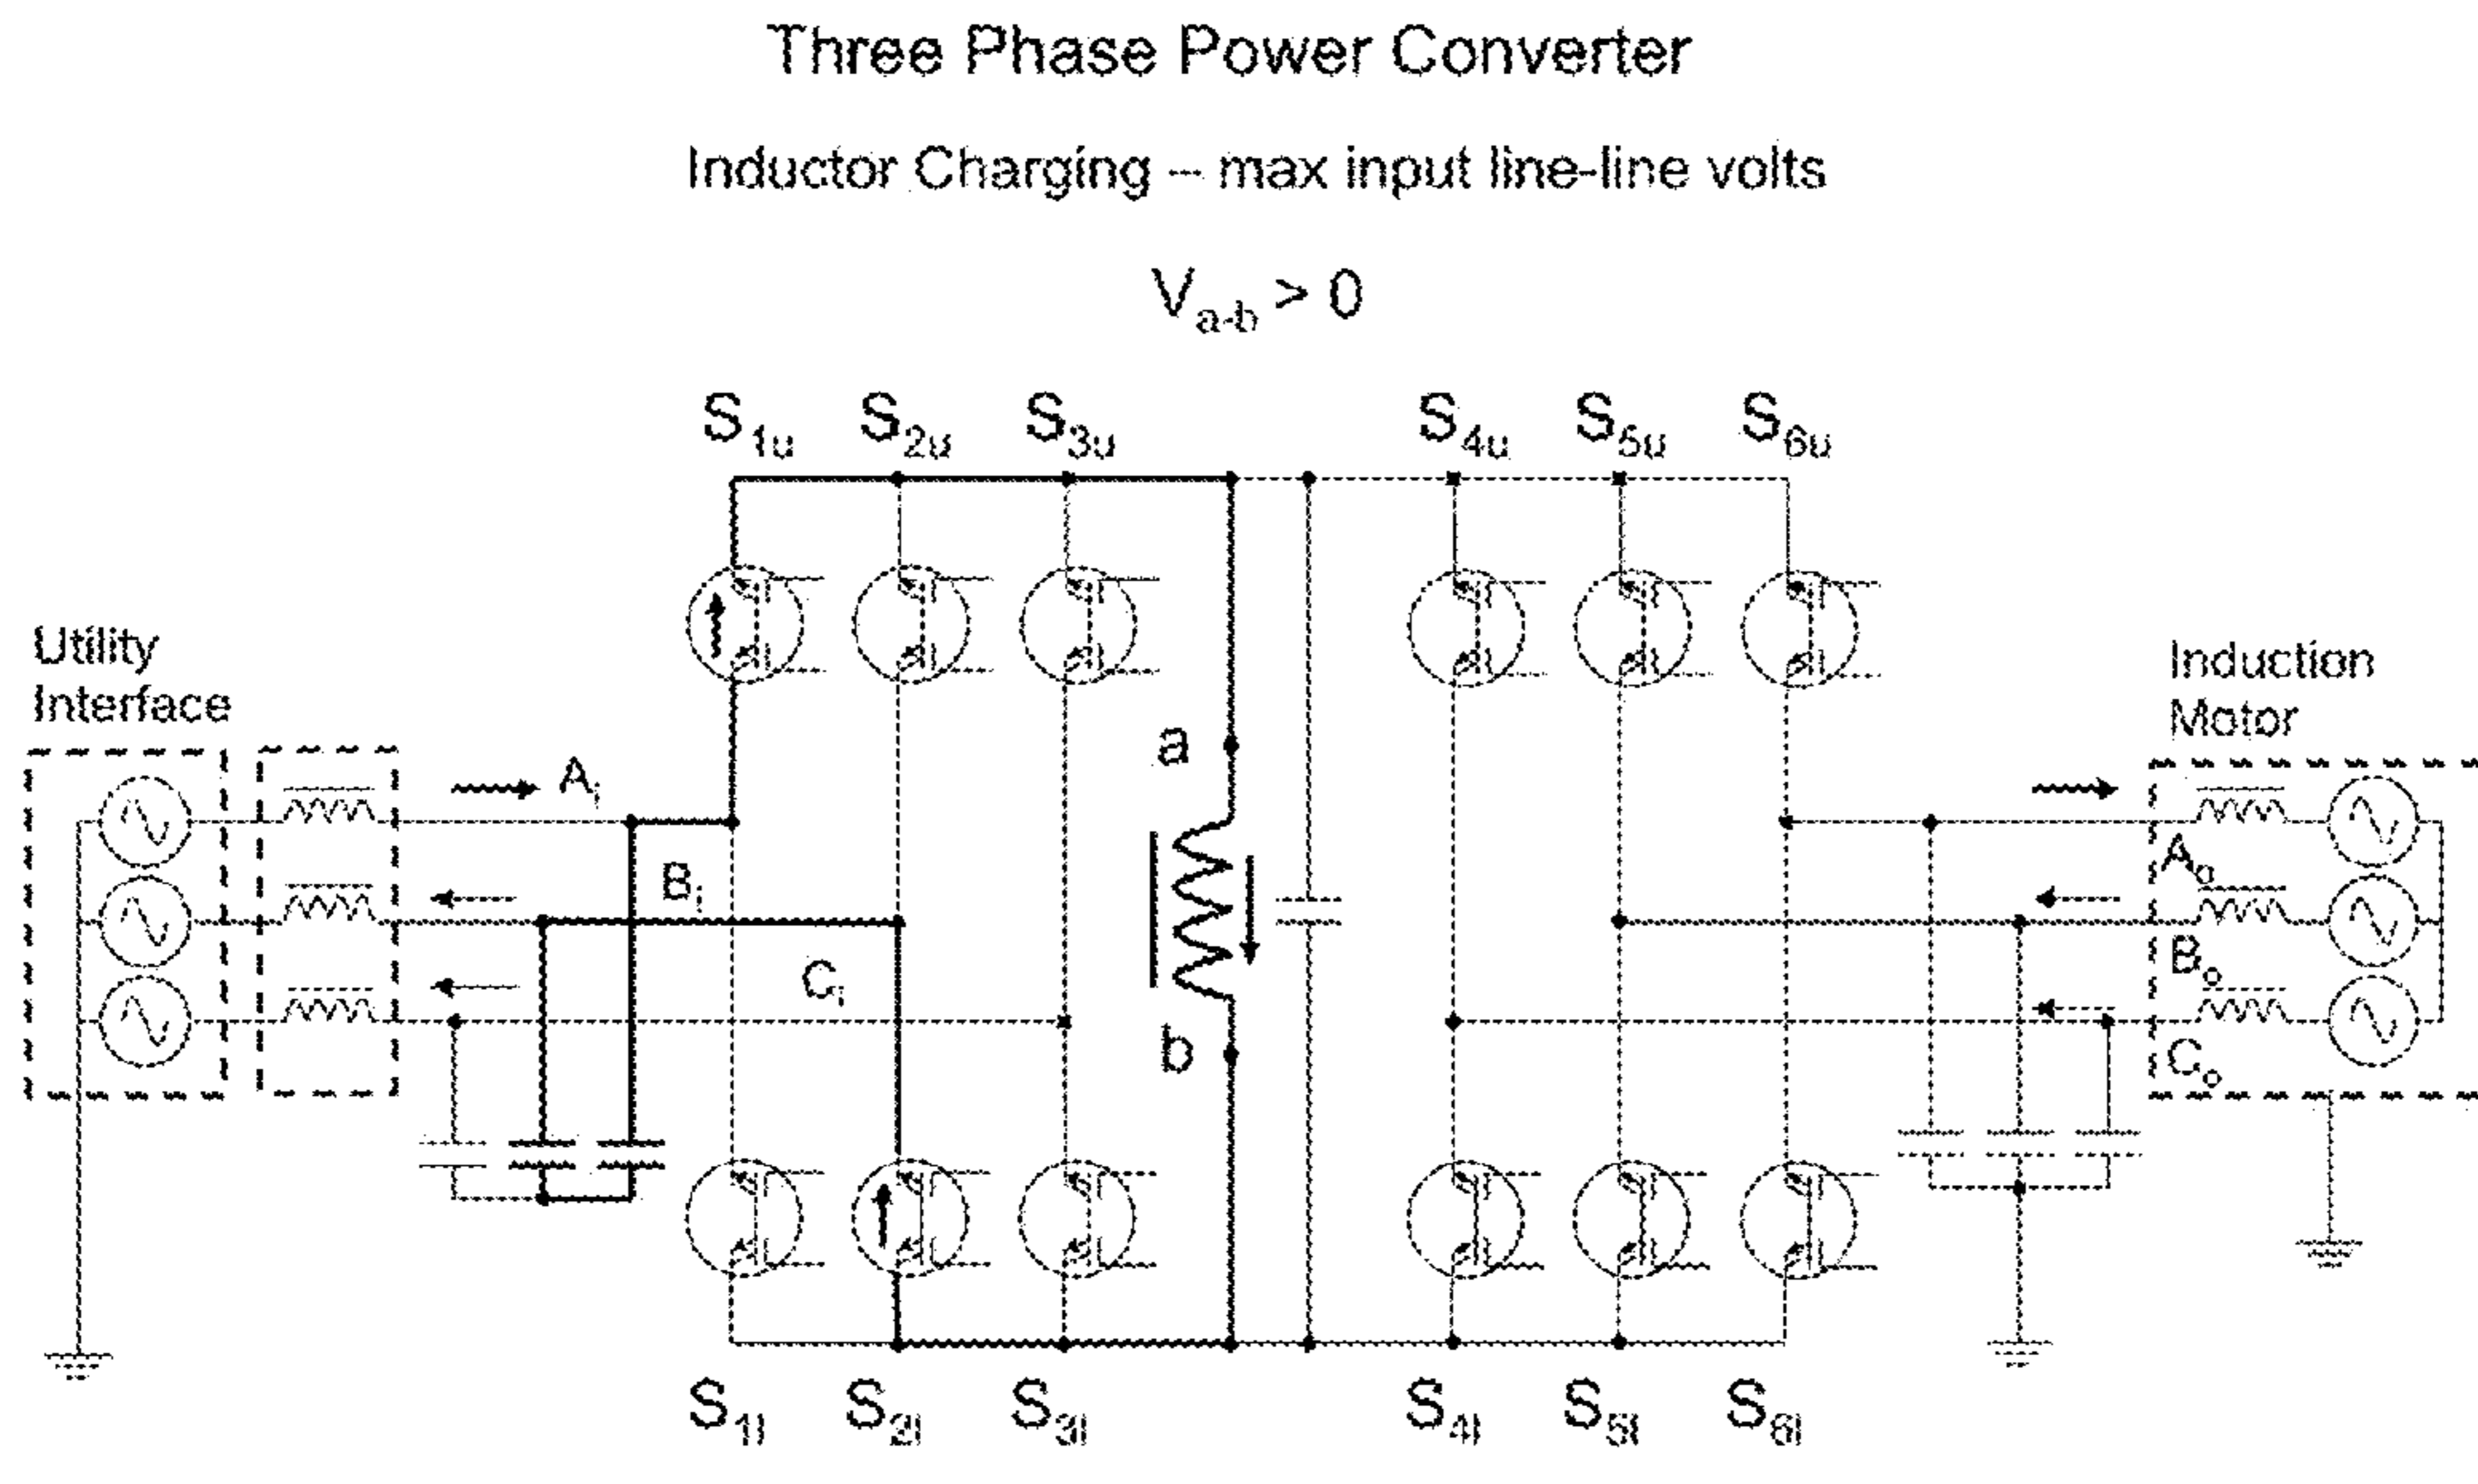 Three Phase Power Converter
Inductor Charging – max input line-line volts
Va-b > 0
S1u S2u S3u S4u S5u S6u
Utility
Interface
Induction
Motor
Ai
Bi
Ci
a
b
Ao
Bo
Co
S1l S2l S3l S4l S5l S6l